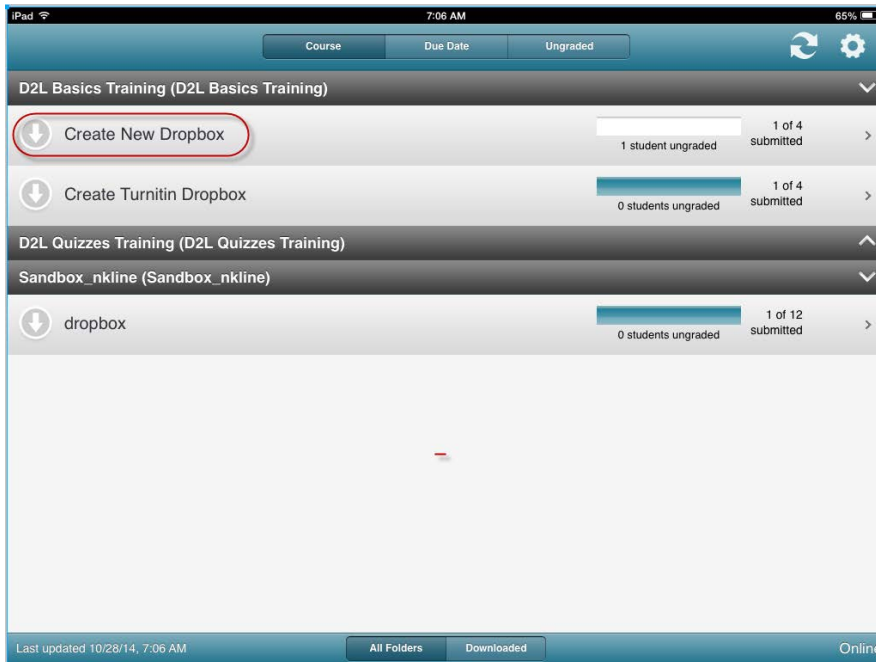 iPad 7:06 AM 65%
Course Due Date Ungraded
D2L Basics Training (D2L Basics Training)
Create New Dropbox
1 student ungraded
1 of 4
submitted
Create Turnitin Dropbox
0 students ungraded
1 of 4
submitted
D2L Quizzes Training (D2L Quizzes Training)
Sandbox_nkline (Sandbox_nkline)
dropbox
0 students ungraded
1 of 12
submitted
Last updated 10/28/14, 7:06 AM All Folders Downloaded Online